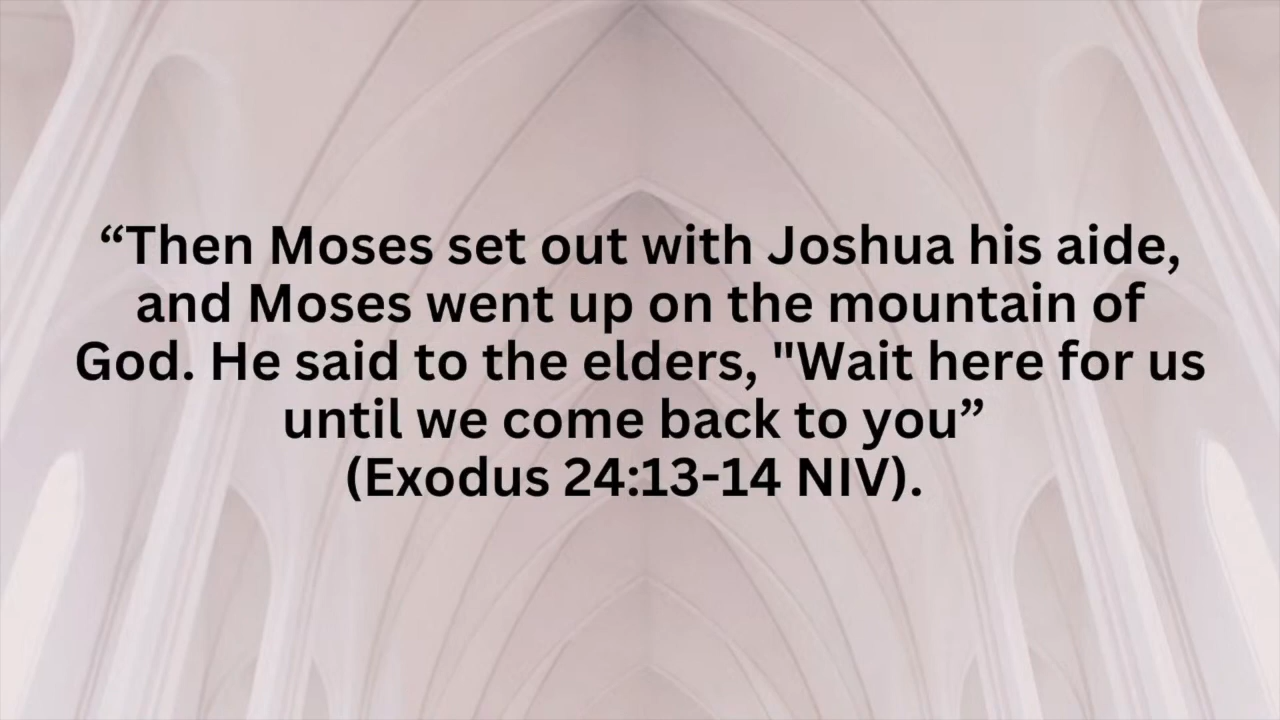 “Then Moses set out with Joshua his aide,
and Moses went up on the mountain of
God. He said to the elders, "Wait here for us
until we come back to you”
(Exodus 24:13-14 NIV).